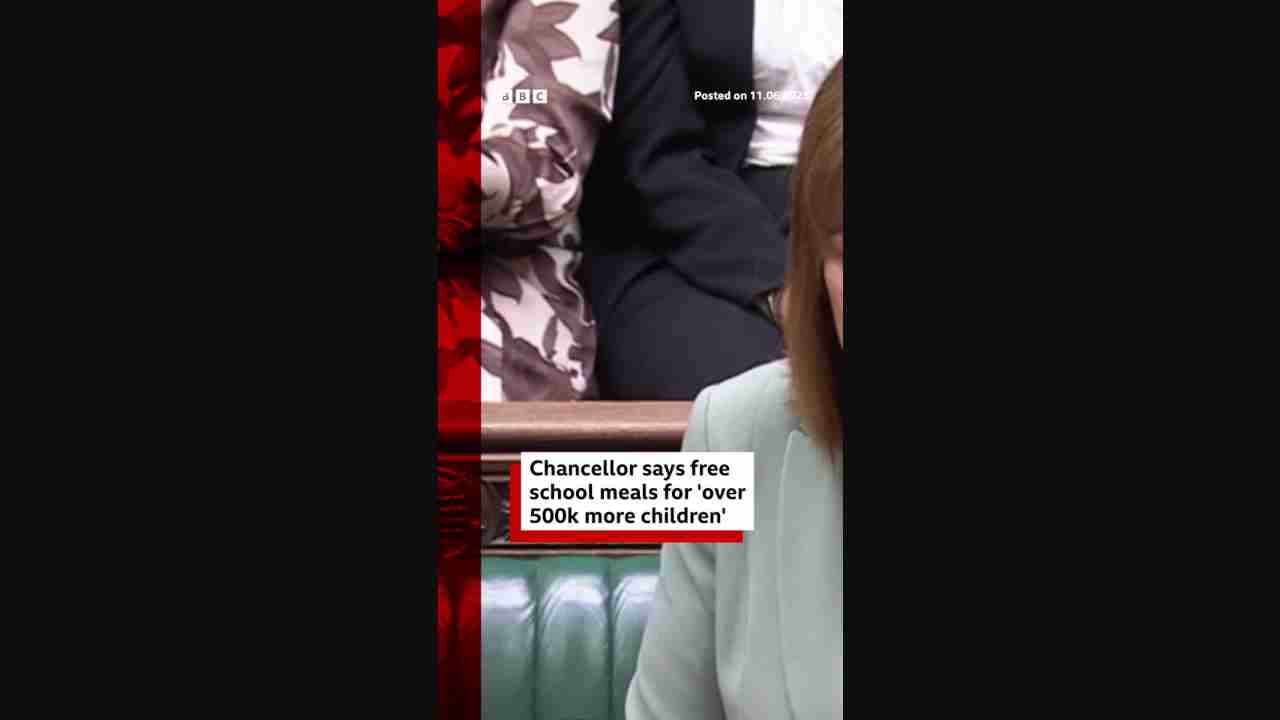 BBC
Posted on 11.06.2025
Chancellor says free
school meals for 'over
500k more children'